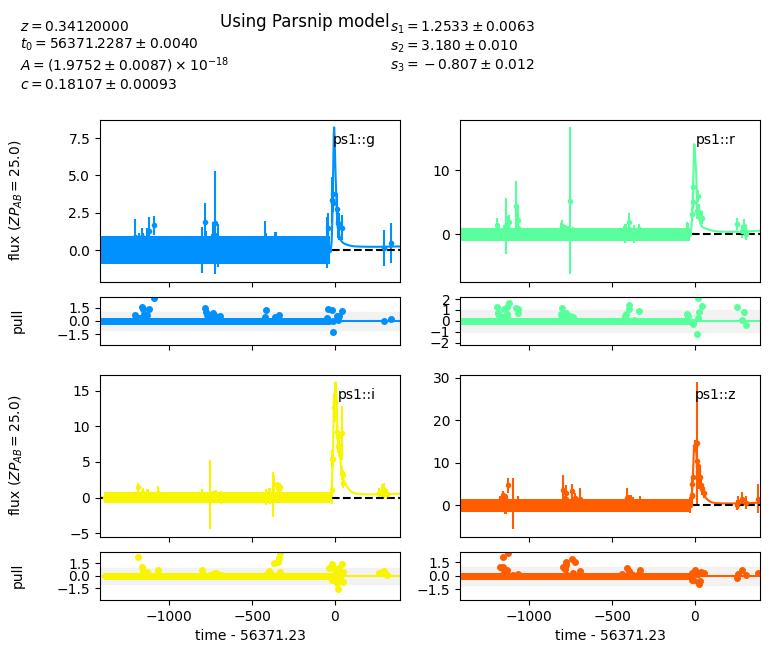 Using Parsnip model
z = 0.34120000
t₀ = 56371.2287 ± 0.0040
A = (1.9752 ± 0.0087) × 10⁻¹⁸
c = 0.18107 ± 0.00093
s₁ = 1.2533 ± 0.0063
s₂ = 3.180 ± 0.010
s₃ = −0.807 ± 0.012
flux (ZP_AB = 25.0)
7.5
5.0
2.5
0.0
ps1::g
10
0
ps1::r
pull
1.5
0.0
−1.5
2
1
0
−1
−2
flux (ZP_AB = 25.0)
15
10
5
0
−5
ps1::i
30
20
10
0
ps1::z
pull
1.5
0.0
−1.5
1.5
0.0
−1.5
−1000 −500 0
−1000 −500 0
time - 56371.23
time - 56371.23